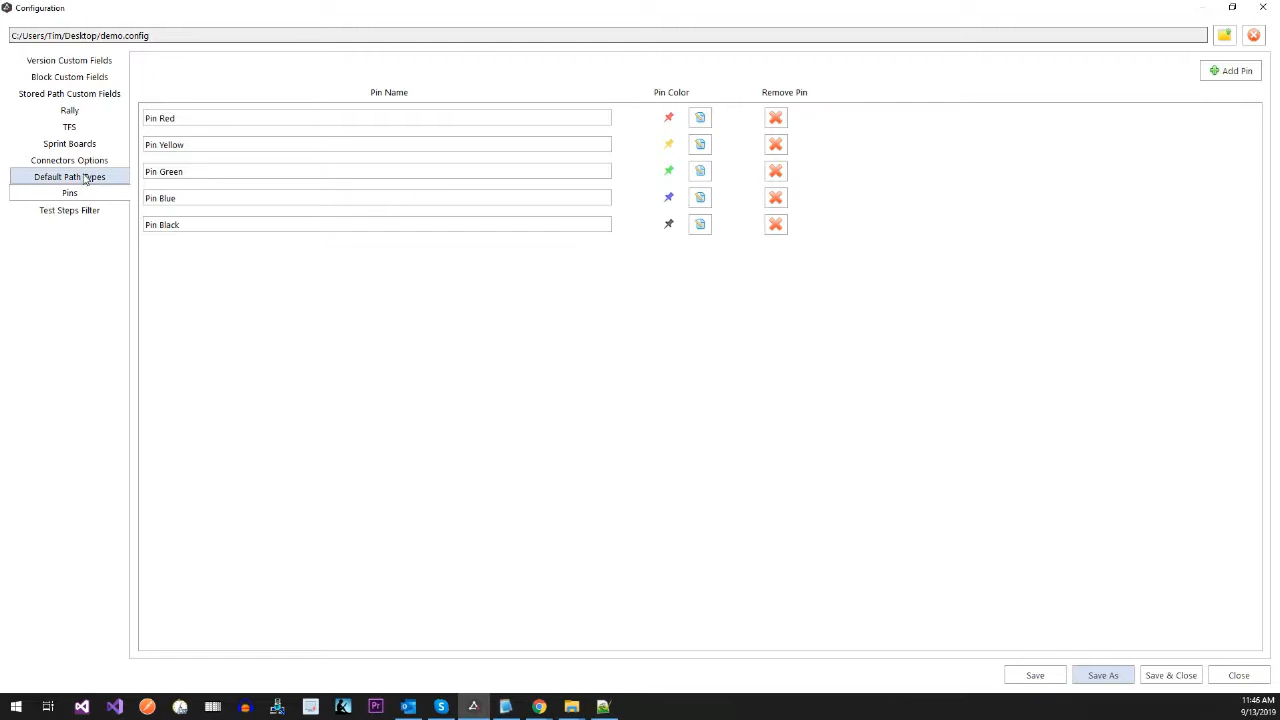 Configuration
C:/Users/Tim/Desktop/demo.config
Version Custom Fields
Block Custom Fields
Stored Path Custom Fields
Rally
TFS
Sprint Boards
Connectors Options
Default Path Types
Pins
Test Steps Filter
Add Pin
Pin Name Pin Color Remove Pin
Pin Red
Pin Yellow
Pin Green
Pin Blue
Pin Black
Save Save As Save & Close Close
11:46 AM
9/13/2019